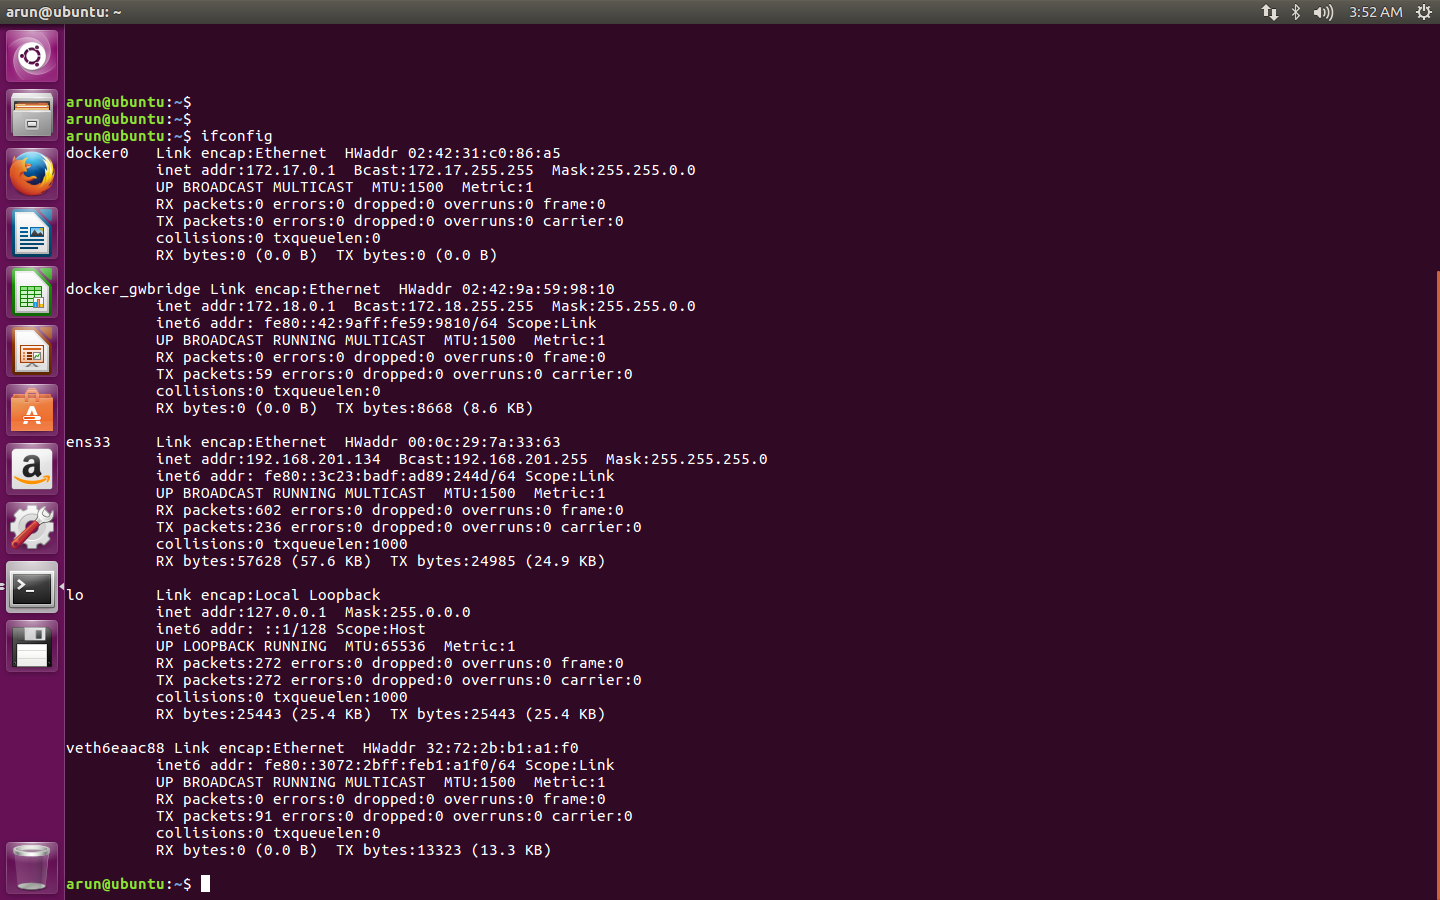 arun@ubuntu: ~
3:52 AM
arun@ubuntu:~$
arun@ubuntu:~$
arun@ubuntu:~$ ifconfig
docker0   Link encap:Ethernet  HWaddr 02:42:31:c0:86:a5
          inet addr:172.17.0.1  Bcast:172.17.255.255  Mask:255.255.0.0
          UP BROADCAST MULTICAST  MTU:1500  Metric:1
          RX packets:0 errors:0 dropped:0 overruns:0 frame:0
          TX packets:0 errors:0 dropped:0 overruns:0 carrier:0
          collisions:0 txqueuelen:0
          RX bytes:0 (0.0 B)  TX bytes:0 (0.0 B)

docker_gwbridge Link encap:Ethernet  HWaddr 02:42:9a:59:98:10
          inet addr:172.18.0.1  Bcast:172.18.255.255  Mask:255.255.0.0
          inet6 addr: fe80::42:9aff:fe59:9810/64 Scope:Link
          UP BROADCAST RUNNING MULTICAST  MTU:1500  Metric:1
          RX packets:0 errors:0 dropped:0 overruns:0 frame:0
          TX packets:59 errors:0 dropped:0 overruns:0 carrier:0
          collisions:0 txqueuelen:0
          RX bytes:0 (0.0 B)  TX bytes:8668 (8.6 KB)

ens33     Link encap:Ethernet  HWaddr 00:0c:29:7a:33:63
          inet addr:192.168.201.134  Bcast:192.168.201.255  Mask:255.255.255.0
          inet6 addr: fe80::3c23:badf:ad89:244d/64 Scope:Link
          UP BROADCAST RUNNING MULTICAST  MTU:1500  Metric:1
          RX packets:602 errors:0 dropped:0 overruns:0 frame:0
          TX packets:236 errors:0 dropped:0 overruns:0 carrier:0
          collisions:0 txqueuelen:1000
          RX bytes:57628 (57.6 KB)  TX bytes:24985 (24.9 KB)

lo        Link encap:Local Loopback
          inet addr:127.0.0.1  Mask:255.0.0.0
          inet6 addr: ::1/128 Scope:Host
          UP LOOPBACK RUNNING  MTU:65536  Metric:1
          RX packets:272 errors:0 dropped:0 overruns:0 frame:0
          TX packets:272 errors:0 dropped:0 overruns:0 carrier:0
          collisions:0 txqueuelen:1000
          RX bytes:25443 (25.4 KB)  TX bytes:25443 (25.4 KB)

veth6eaac88 Link encap:Ethernet  HWaddr 32:72:2b:b1:a1:f0
          inet6 addr: fe80::3072:2bff:feb1:a1f0/64 Scope:Link
          UP BROADCAST RUNNING MULTICAST  MTU:1500  Metric:1
          RX packets:0 errors:0 dropped:0 overruns:0 frame:0
          TX packets:91 errors:0 dropped:0 overruns:0 carrier:0
          collisions:0 txqueuelen:0
          RX bytes:0 (0.0 B)  TX bytes:13323 (13.3 KB)

arun@ubuntu:~$